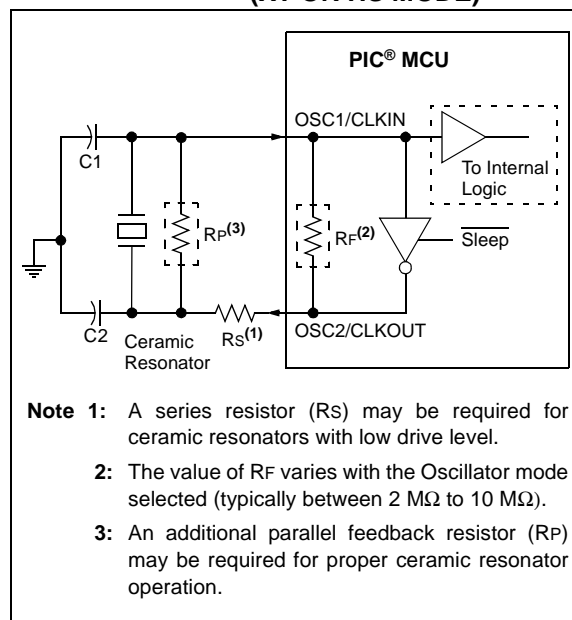 (XT OR HS MODE)
PIC® MCU
OSC1/CLKIN
C1
To Internal
Logic
RP(3)
RF(2)
Sleep
C2
Ceramic
Resonator
RS(1)
OSC2/CLKOUT
Note 1: A series resistor (RS) may be required for
ceramic resonators with low drive level.
2: The value of RF varies with the Oscillator mode
selected (typically between 2 MΩ to 10 MΩ).
3: An additional parallel feedback resistor (RP)
may be required for proper ceramic resonator
operation.